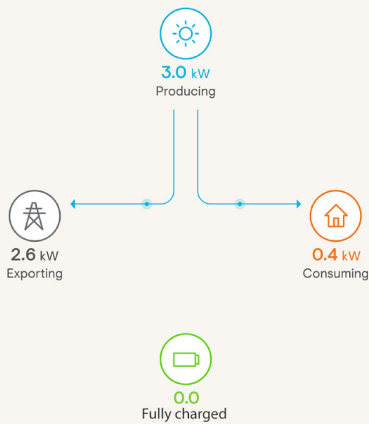 3.0 kW
Producing
2.6 kW
Exporting
0.4 kW
Consuming
0.0
Fully charged